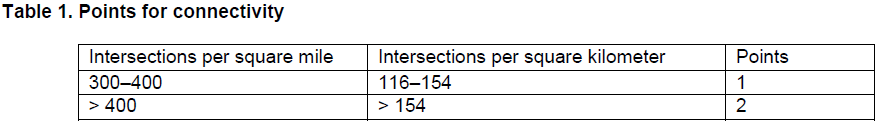 Table 1. Points for connectivity
Intersections per square mile Intersections per square kilometer Points
300–400 116–154 1
> 400 > 154 2